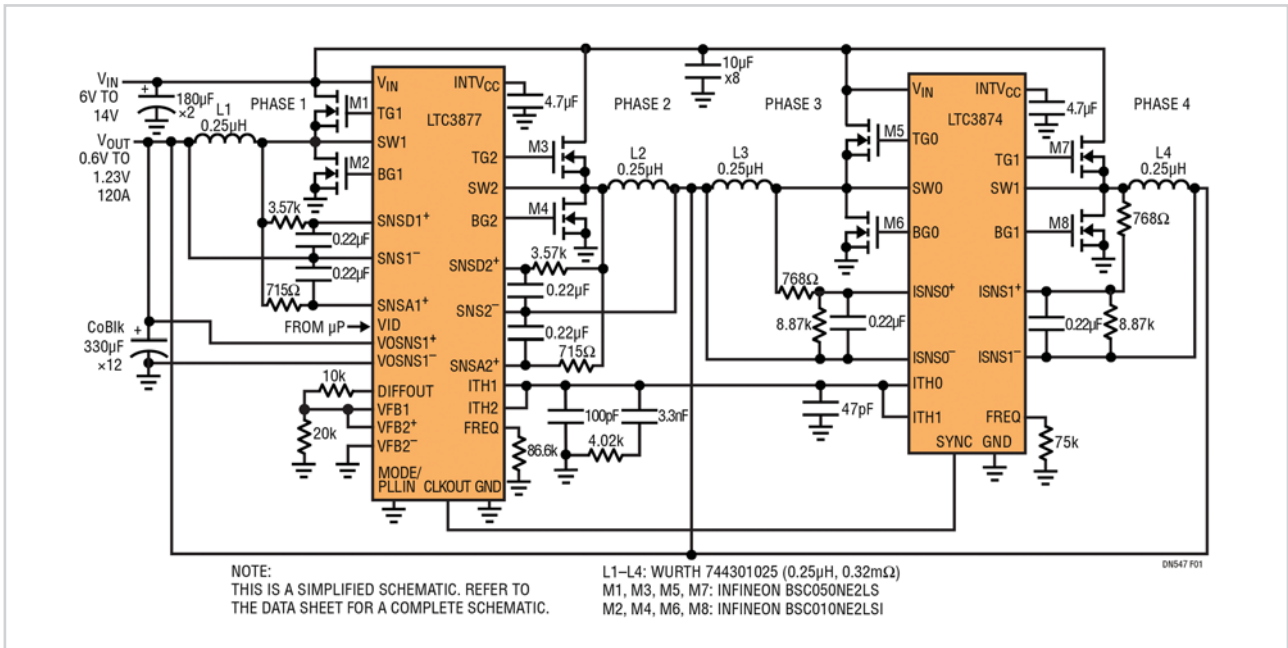 VIN
6V TO
14V
180µF
×2
L1
0.25µH
PHASE 1
M1
M2
VOUT
0.6V TO
1.23V
120A
3.57k
0.22µF
0.22µF
715Ω
FROM µP
CoBlk
330µF
×12
10k
20k
VIN
TG1
SW1
BG1
SNSD1+
SNS1−
SNSA1+
VID
VOSNS1+
VOSNS1−
DIFFOUT
VFB1
VFB2+
VFB2−
MODE/
PLLIN
CLKOUT
GND
INTVCC
LTC3877
TG2
SW2
BG2
SNSD2+
SNS2−
SNSA2+
ITH1
ITH2
FREQ
4.7µF
PHASE 2
M3
M4
L2
0.25µH
3.57k
0.22µF
0.22µF
715Ω
100pF
3.3nF
4.02k
86.6k
10µF
x8
PHASE 3
L3
0.25µH
M5
M6
768Ω
8.87k
0.22µF
47pF
VIN
TG0
SW0
BG0
ISNS0+
ISNS0−
ITH0
ITH1
INTVCC
LTC3874
TG1
SW1
BG1
ISNS1+
ISNS1−
FREQ
SYNC
GND
4.7µF
PHASE 4
M7
M8
L4
0.25µH
768Ω
0.22µF
8.87k
75k
DN547 F01
NOTE:
THIS IS A SIMPLIFIED SCHEMATIC. REFER TO
THE DATA SHEET FOR A COMPLETE SCHEMATIC.
L1–L4: WURTH 744301025 (0.25µH, 0.32mΩ)
M1, M3, M5, M7: INFINEON BSC050NE2LS
M2, M4, M6, M8: INFINEON BSC010NE2LSI